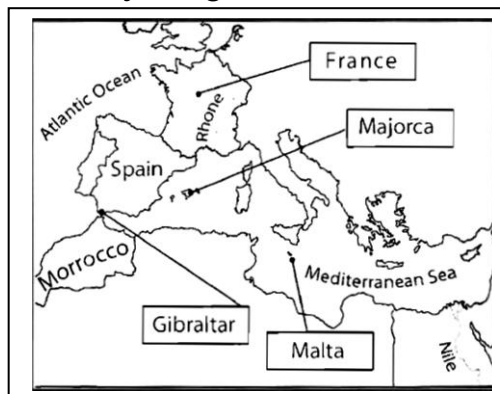 France
Atlantic Ocean
Rhone
Majorca
Spain
Morrocco
Mediterranean Sea
Gibraltar
Malta
Nile